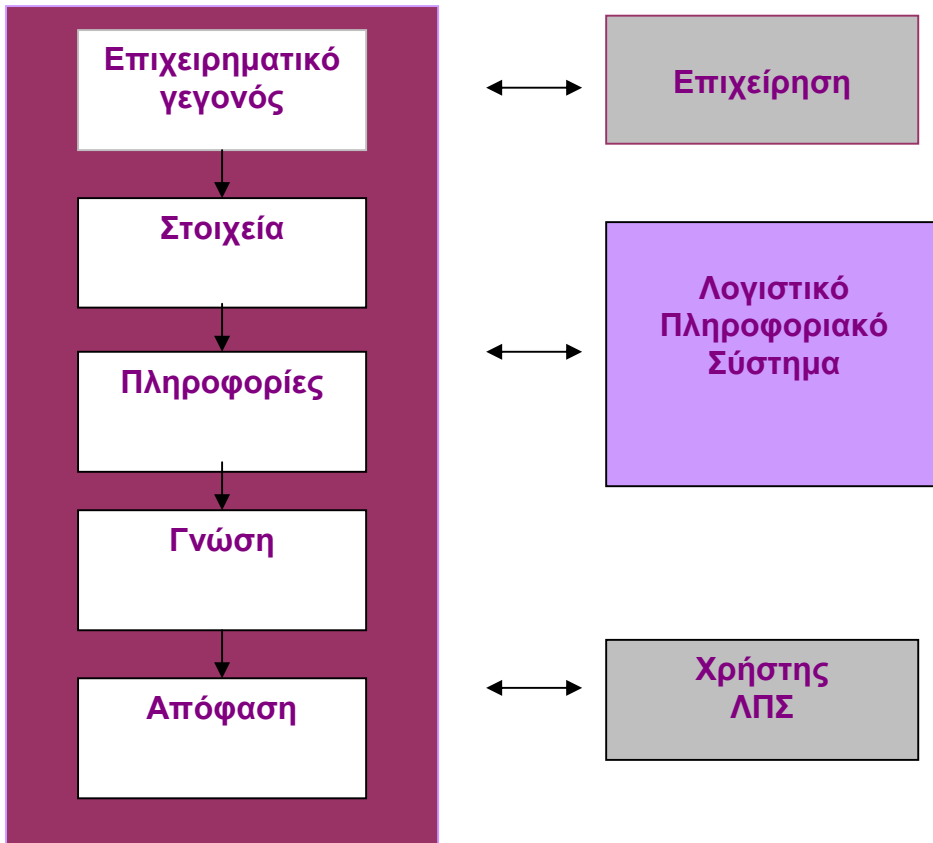 Επιχειρηματικό
γεγονός
Επιχείρηση
Στοιχεία
Λογιστικό
Πληροφοριακό
Σύστημα
Πληροφορίες
Γνώση
Χρήστης
ΛΠΣ
Απόφαση